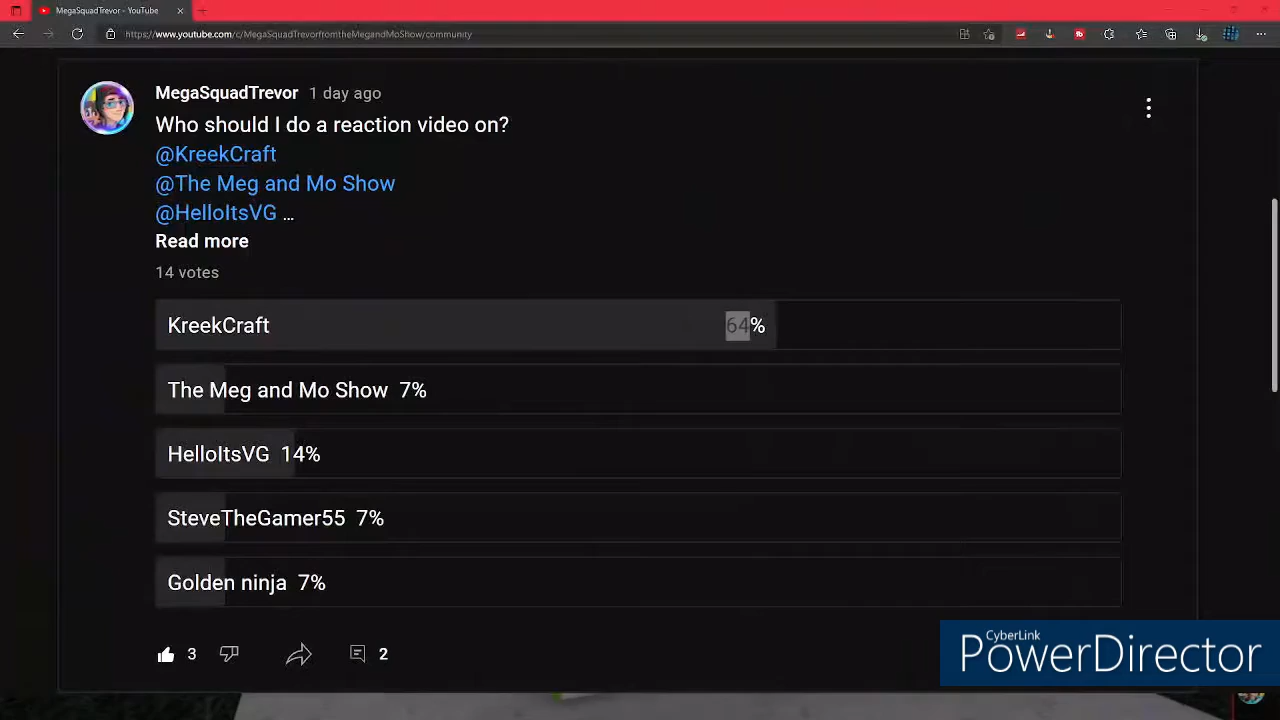 MegaSquadTrevor - YouTube
https://www.youtube.com/c/MegaSquadTrevorfromtheMegandMoShow/community
MegaSquadTrevor 1 day ago
Who should I do a reaction video on?
@KreekCraft
@The Meg and Mo Show
@HelloItsVG ...
Read more
14 votes
KreekCraft 64%
The Meg and Mo Show 7%
HelloItsVG 14%
SteveTheGamer55 7%
Golden ninja 7%
3 2
CyberLink
PowerDirector